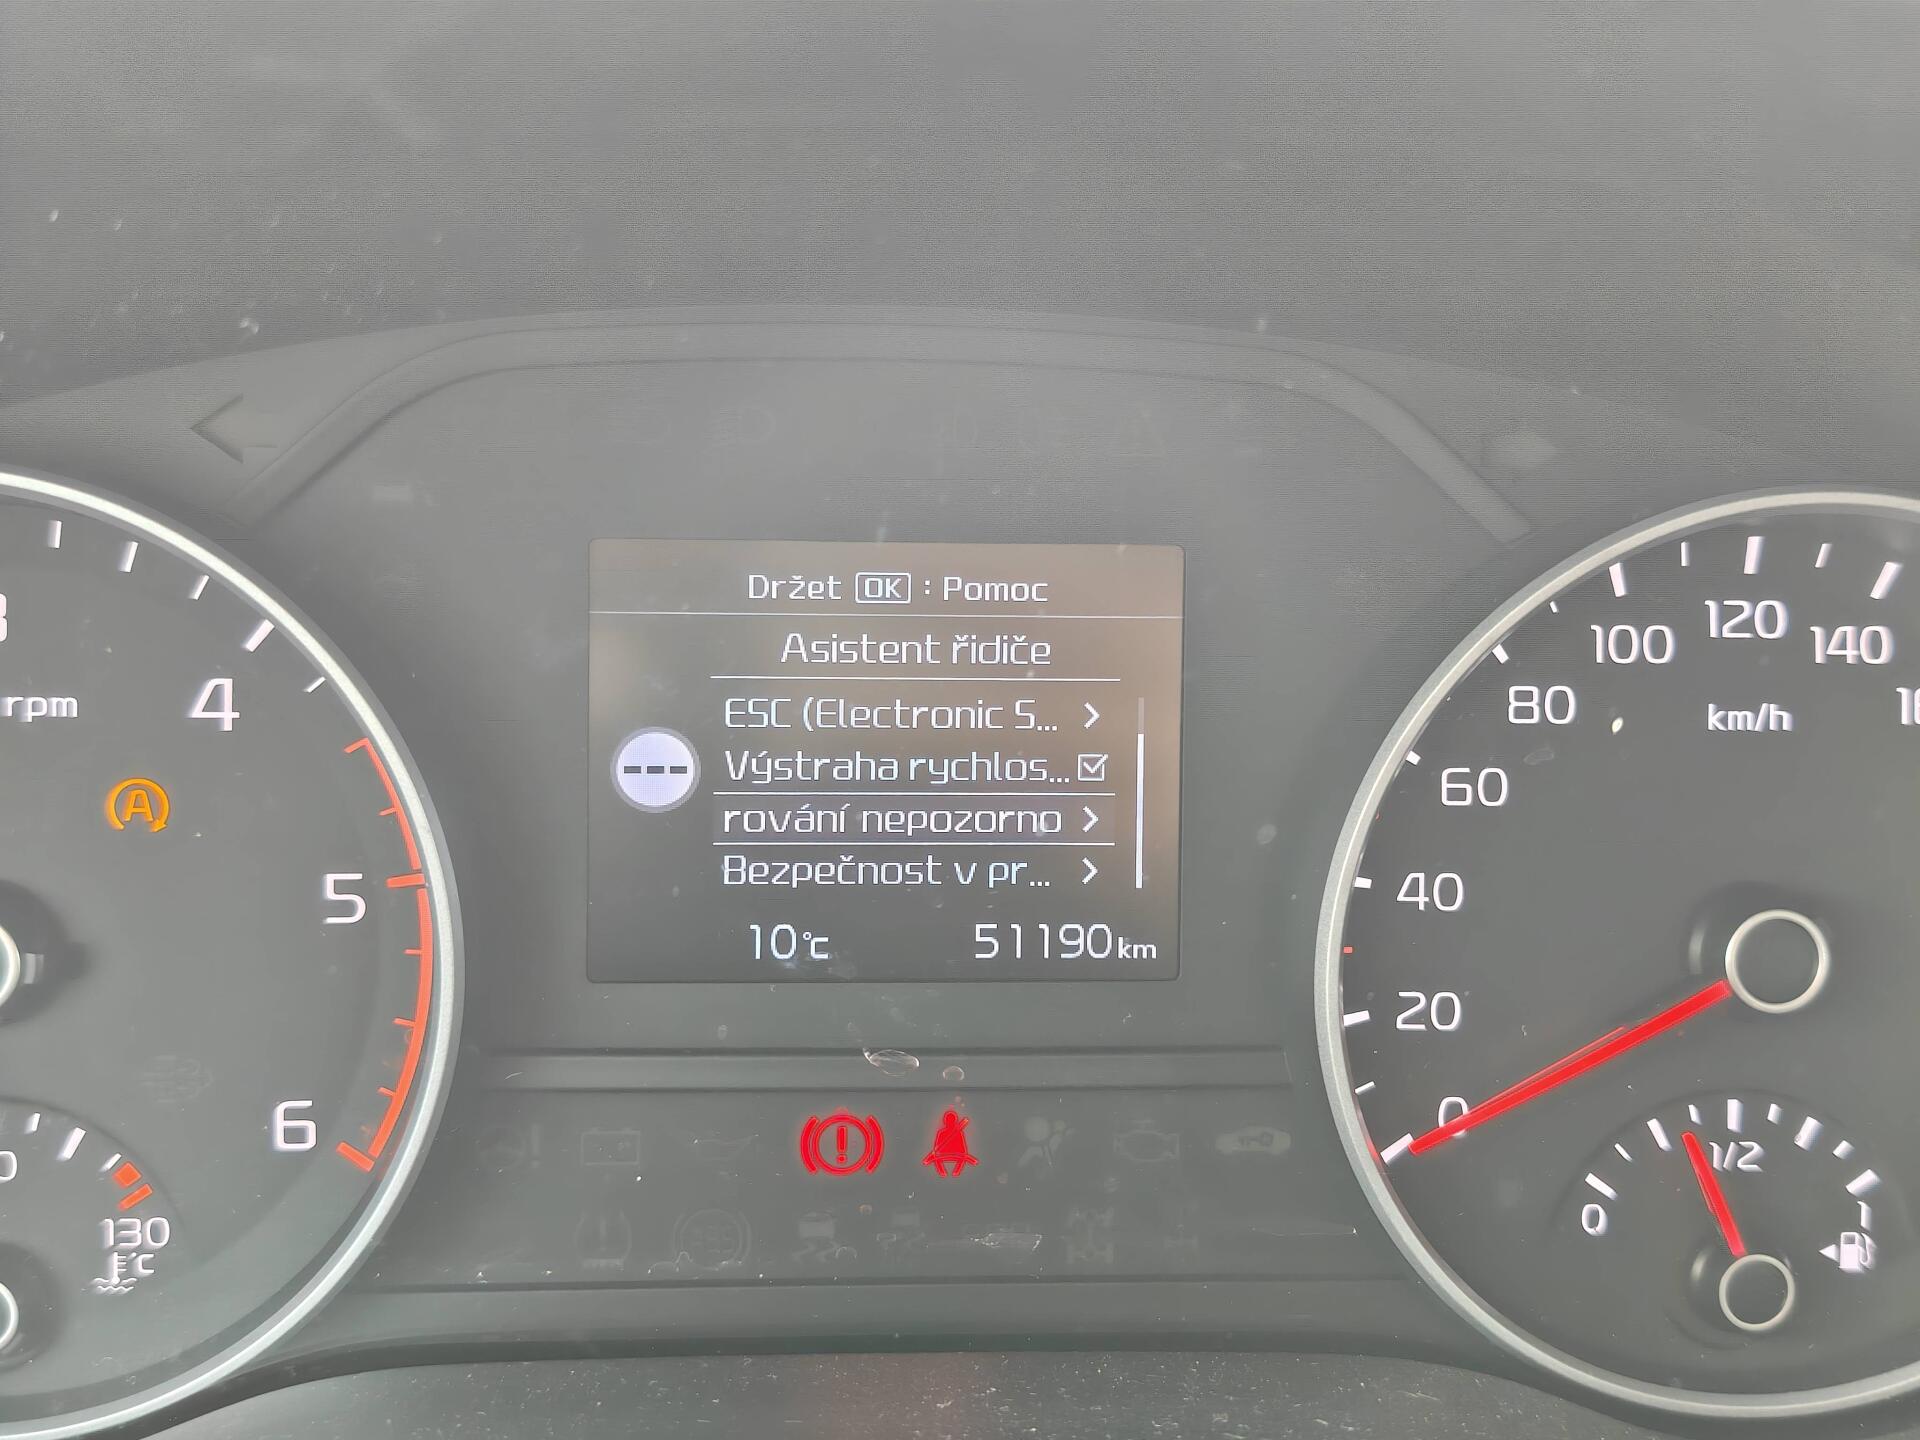 Držet OK : Pomoc
Asistent řidiče
ESC (Electronic S... >
Výstraha rychlos...
rování nepozorno >
Bezpečnost v pr... >
10°C 51190km
rpm
4
5
6
130
°C
A
km/h
0
20
40
60
80
100
120
140
0
1/2
1